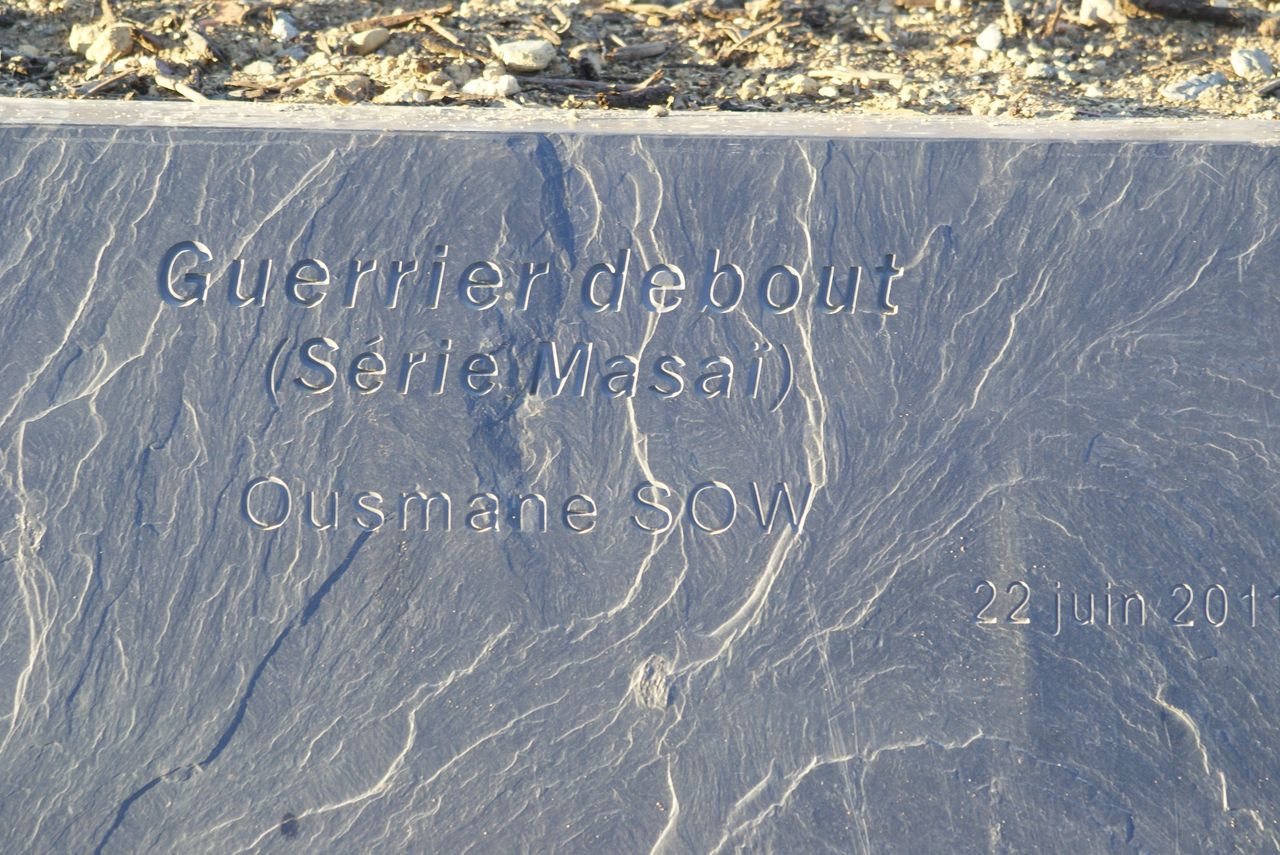 Guerrier debout
(Série Masaï)
Ousmane SOW
22 juin 201